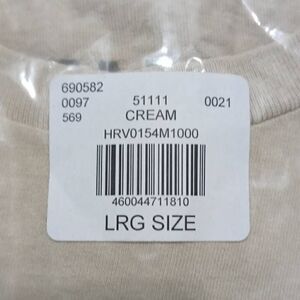 690582
0097 51111 0021
569 CREAM
HRV0154M1000
460044711810
LRG SIZE